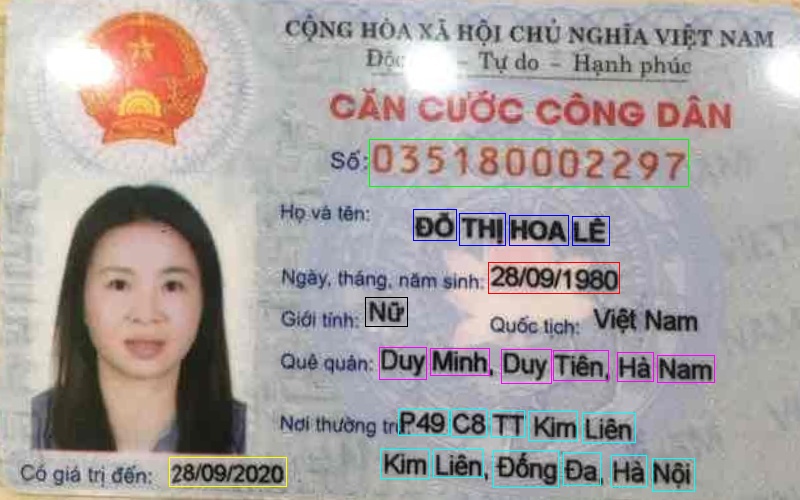 CỘNG HÒA XÃ HỘI CHỦ NGHĨA VIỆT NAM
– Tự do – Hạnh phúc
CĂN CƯỚC CÔNG DÂN
Số: 035180002297
Họ và tên: ĐỖ THỊ HOA LÊ
Ngày, tháng, năm sinh: 28/09/1980
Giới tính: Nữ Quốc tịch: Việt Nam
Quê quán: Duy Minh, Duy Tiên, Hà Nam
Nơi thường trú P49 C8 TT Kim Liên
Kim Liên, Đống Đa, Hà Nội
Có giá trị đến: 28/09/2020